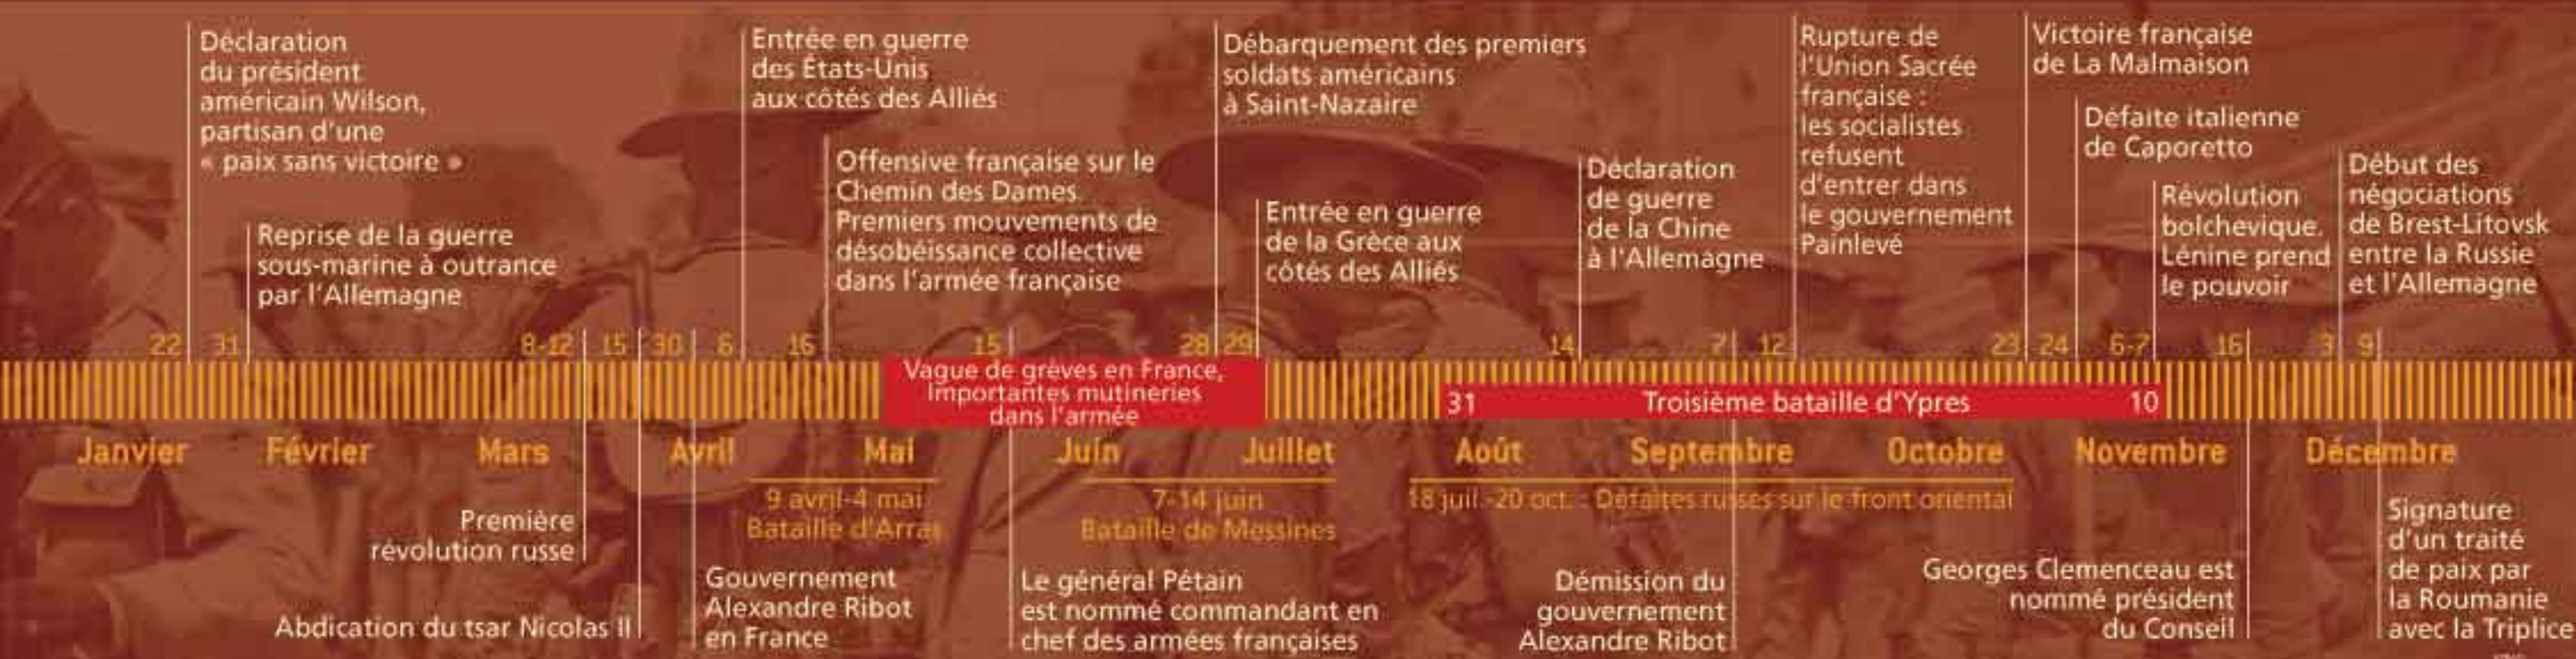 Déclaration
du président
américain Wilson,
partisan d'une
« paix sans victoire »
Reprise de la guerre
sous-marine à outrance
par l'Allemagne
Entrée en guerre
des États-Unis
aux côtés des Alliés
Offensive française sur le
Chemin des Dames.
Premiers mouvements de
désobéissance collective
dans l'armée française
Débarquement des premiers
soldats américains
à Saint-Nazaire
Entrée en guerre
de la Grèce aux
côtés des Alliés
Déclaration
de guerre
de la Chine
à l'Allemagne
Rupture de
l'Union Sacrée
française :
les socialistes
refusent
d'entrer dans
le gouvernement
Painlevé
Victoire française
de La Malmaison
Défaite italienne
de Caporetto
Révolution
bolchevique.
Lénine prend
le pouvoir
Début des
négociations
de Brest-Litovsk
entre la Russie
et l'Allemagne
22 31 8-12 15 30 6 16 15 28 29 14 7 12 23 24 6-7 16 3 9
Vague de grèves en France,
Importantes mutineries
dans l'armée
31 Troisième bataille d'Ypres 10
Janvier Février Mars Avril Mai Juin Juillet Août Septembre Octobre Novembre Décembre
9 avril-4 mai
Bataille d'Arras
7-14 juin
Bataille de Messines
18 juil.-20 oct. : Défaites russes sur le front oriental
Première
révolution russe
Abdication du tsar Nicolas II
Gouvernement
Alexandre Ribot
en France
Le général Pétain
est nommé commandant en
chef des armées françaises
Démission du
gouvernement
Alexandre Ribot
Georges Clemenceau est
nommé président
du Conseil
Signature
d'un traité
de paix par
la Roumanie
avec la Triplice